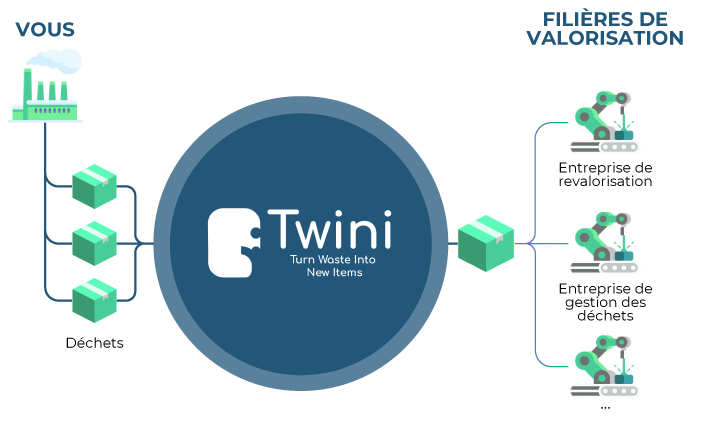 VOUS
FILIÈRES DE
VALORISATION
Entreprise de
revalorisation
Twini
Turn Waste Into
New Items
Entreprise de
gestion des
déchets
Déchets
...